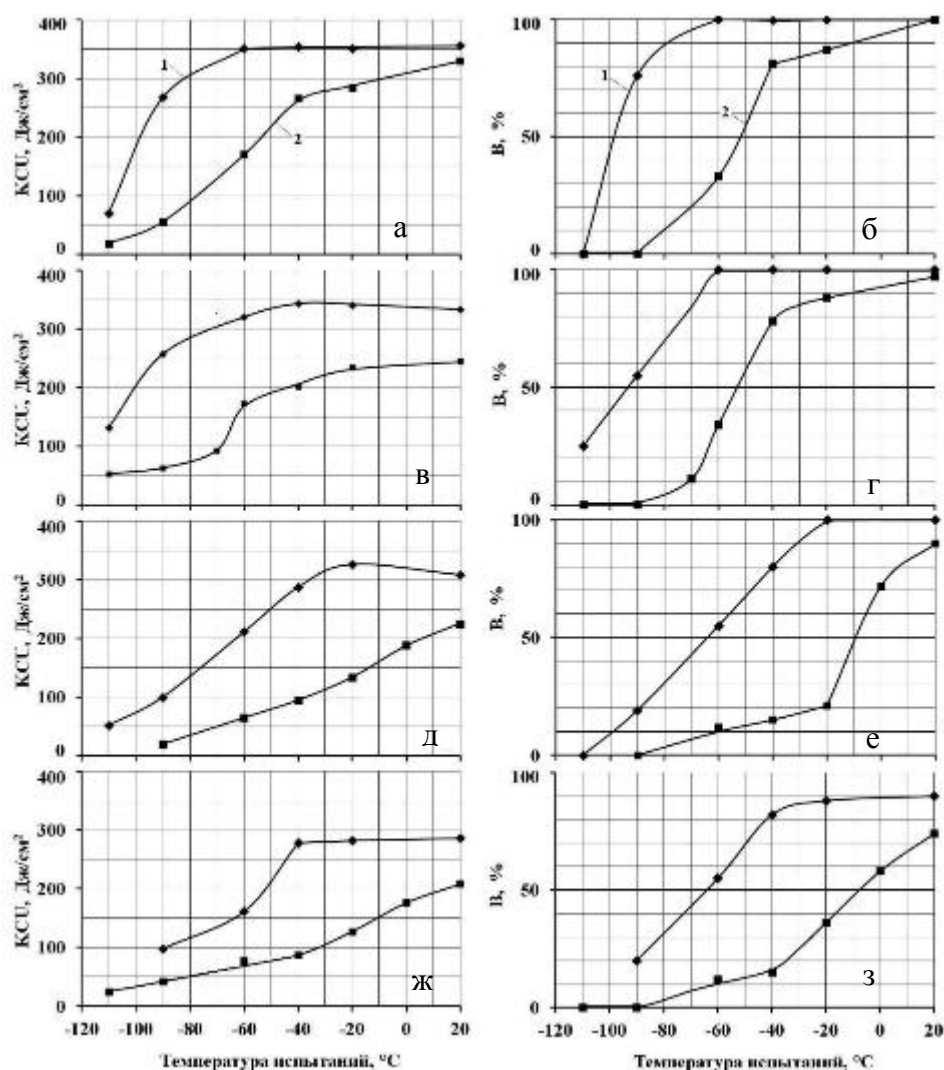 400
300
200
100
0
KCU, Дж/см²
1
2
а
100
50
0
В, %
1
2
б
400
300
200
100
0
KCU, Дж/см²
в
100
50
0
В, %
г
400
300
200
100
0
KCU, Дж/см²
д
100
50
0
В, %
е
400
300
200
100
0
KCU, Дж/см²
ж
-120 -100 -80 -60 -40 -20 0 20
Температура испытаний, °С
100
50
0
В, %
з
-120 -100 -80 -60 -40 -20 0 20
Температура испытаний, °С